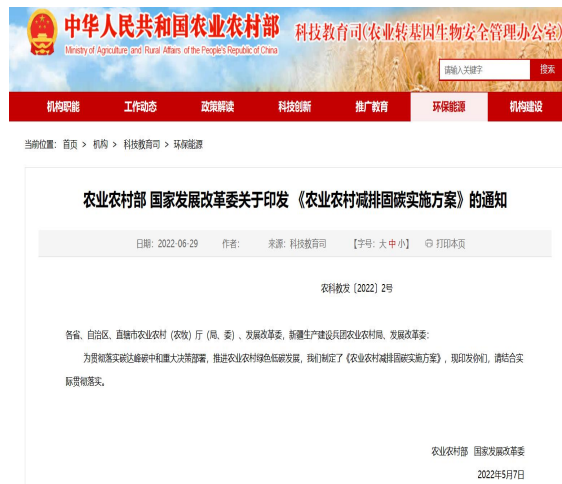 中华人民共和国农业农村部 科技教育司(农业转基因生物安全管理办公室)
Ministry of Agriculture and Rural Affairs of the People's Republic of China
请输入关键字 搜索
机构职能 工作动态 政策解读 科技创新 推广教育 环保能源 机构建设
当前位置: 首页 > 机构 > 科技教育司 > 环保能源
农业农村部 国家发展改革委关于印发 《农业农村减排固碳实施方案》的通知
日期: 2022-06-29 作者: 来源: 科技教育司 【字号: 大 中 小】 打印本页
农科教发〔2022〕2号
各省、自治区、直辖市农业农村（农牧）厅（局、委）、发展改革委，新疆生产建设兵团农业农村局、发展改革委：
为贯彻落实碳达峰碳中和重大决策部署，推进农业农村绿色低碳发展，我们制定了《农业农村减排固碳实施方案》，现印发你们，请结合实
际贯彻落实。
农业农村部 国家发展改革委
2022年5月7日